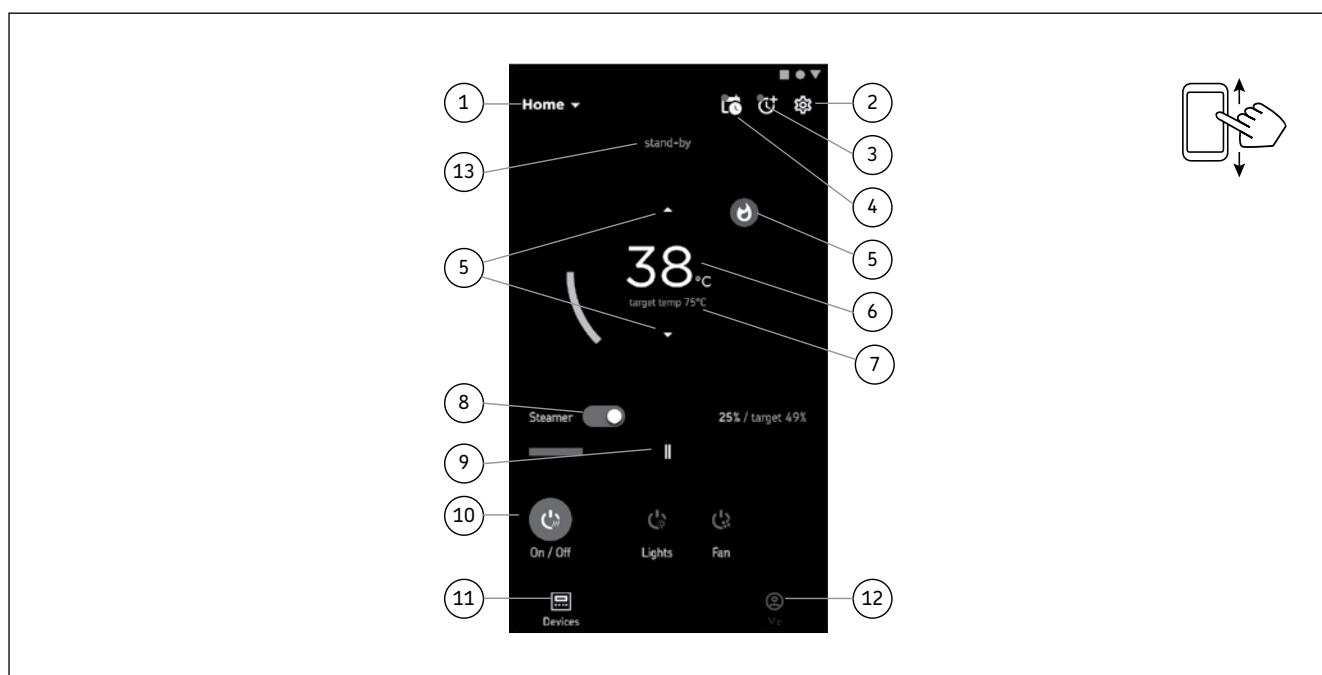 1
Home
2
3
stand-by
13
4
5
5
38 °C
6
target temp 75°C
7
8
Steamer
25% / target 49%
9
10
On / Off
Lights
Fan
11
12
Devices
Me